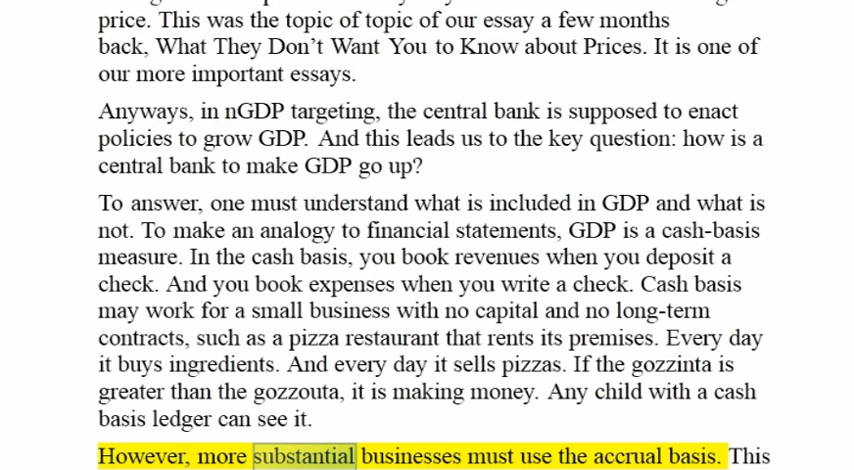 price. This was the topic of topic of our essay a few months
back, What They Don't Want You to Know about Prices. It is one of
our more important essays.
Anyways, in nGDP targeting, the central bank is supposed to enact
policies to grow GDP. And this leads us to the key question: how is a
central bank to make GDP go up?
To answer, one must understand what is included in GDP and what is
not. To make an analogy to financial statements, GDP is a cash-basis
measure. In the cash basis, you book revenues when you deposit a
check. And you book expenses when you write a check. Cash basis
may work for a small business with no capital and no long-term
contracts, such as a pizza restaurant that rents its premises. Every day
it buys ingredients. And every day it sells pizzas. If the gozzinta is
greater than the gozzouta, it is making money. Any child with a cash
basis ledger can see it.
However, more substantial businesses must use the accrual basis. This